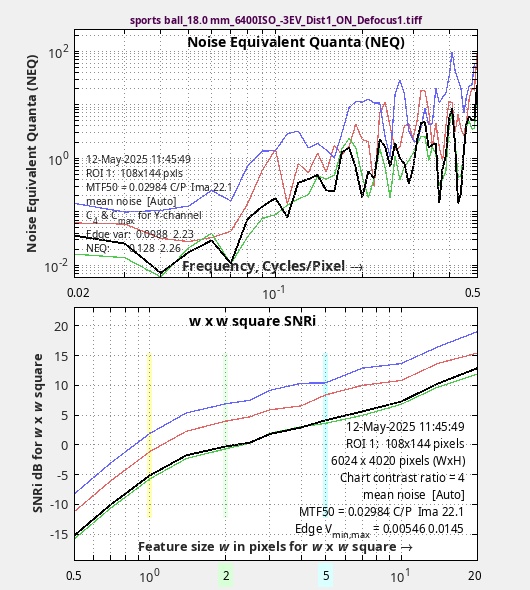 sports ball_18.0 mm_6400ISO_-3EV_Dist1_ON_Defocus1.tiff
Noise Equivalent Quanta (NEQ)
Noise Equivalent Quanta (NEQ)
10²
10⁰
10⁻²
12-May-2025 11:45:49
ROI 1:  108x144 pxls
MTF50 = 0.02984 C/P  Ima 22.1
mean noise  [Auto]
C₄ & Cmax for Y-channel
Edge var:  0.0988  2.23
NEQ:      0.128  2.26
Frequency, Cycles/Pixel →
0.02
10⁻¹
0.5
w x w square SNRi
SNRi dB for w x w square
20
15
10
5
0
-5
-10
-15
12-May-2025 11:45:49
ROI 1:  108x144 pixels
6024 x 4020 pixels (WxH)
Chart contrast ratio = 4
mean noise  [Auto]
MTF50 = 0.02984 C/P  Ima 22.1
Edge Vmin,max = 0.00546 0.0145
Feature size w in pixels for w x w square →
0.5
10⁰
2
5
10¹
20